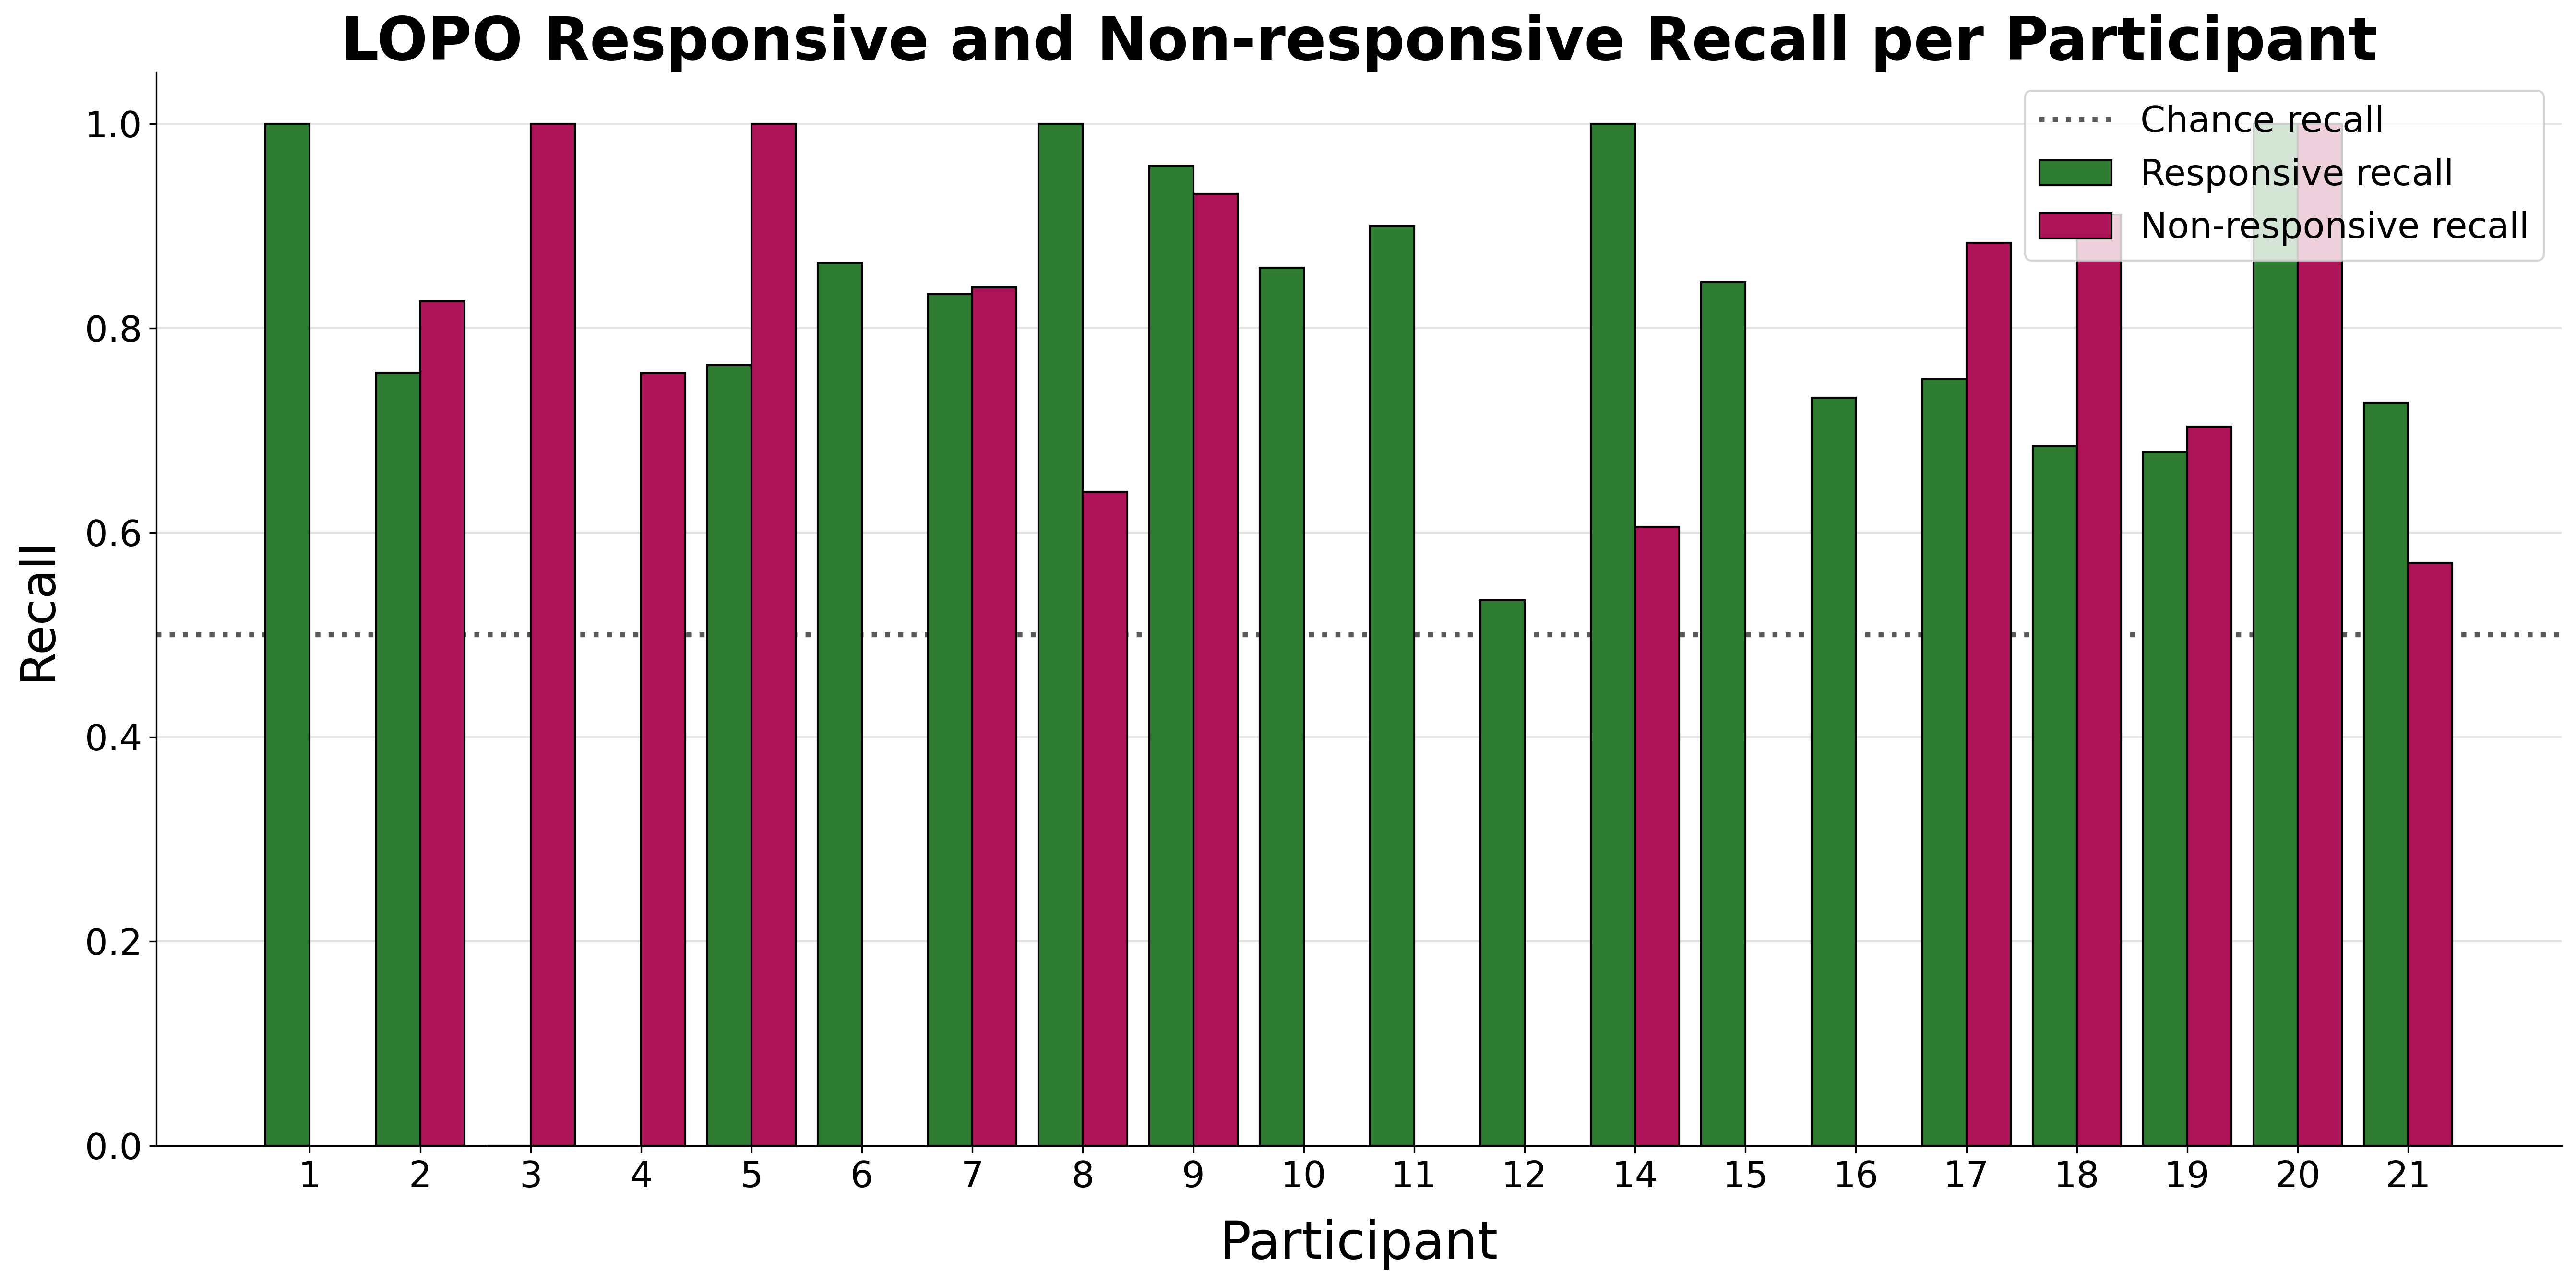 LOPO Responsive and Non-responsive Recall per Participant
Chance recall
Responsive recall
Non-responsive recall
1.0
0.8
0.6
0.4
0.2
0.0
Recall
1 2 3 4 5 6 7 8 9 10 11 12 14 15 16 17 18 19 20 21
Participant